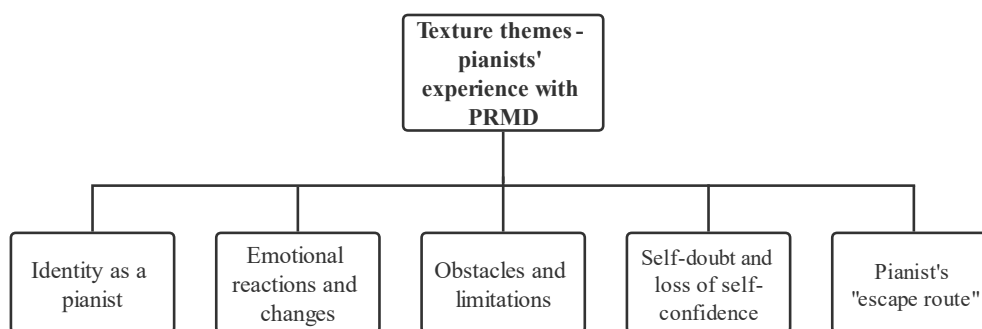 Texture themes -
pianists'
experience with
PRMD
Identity as a
pianist
Emotional
reactions and
changes
Obstacles and
limitations
Self-doubt and
loss of self-
confidence
Pianist's
"escape route"